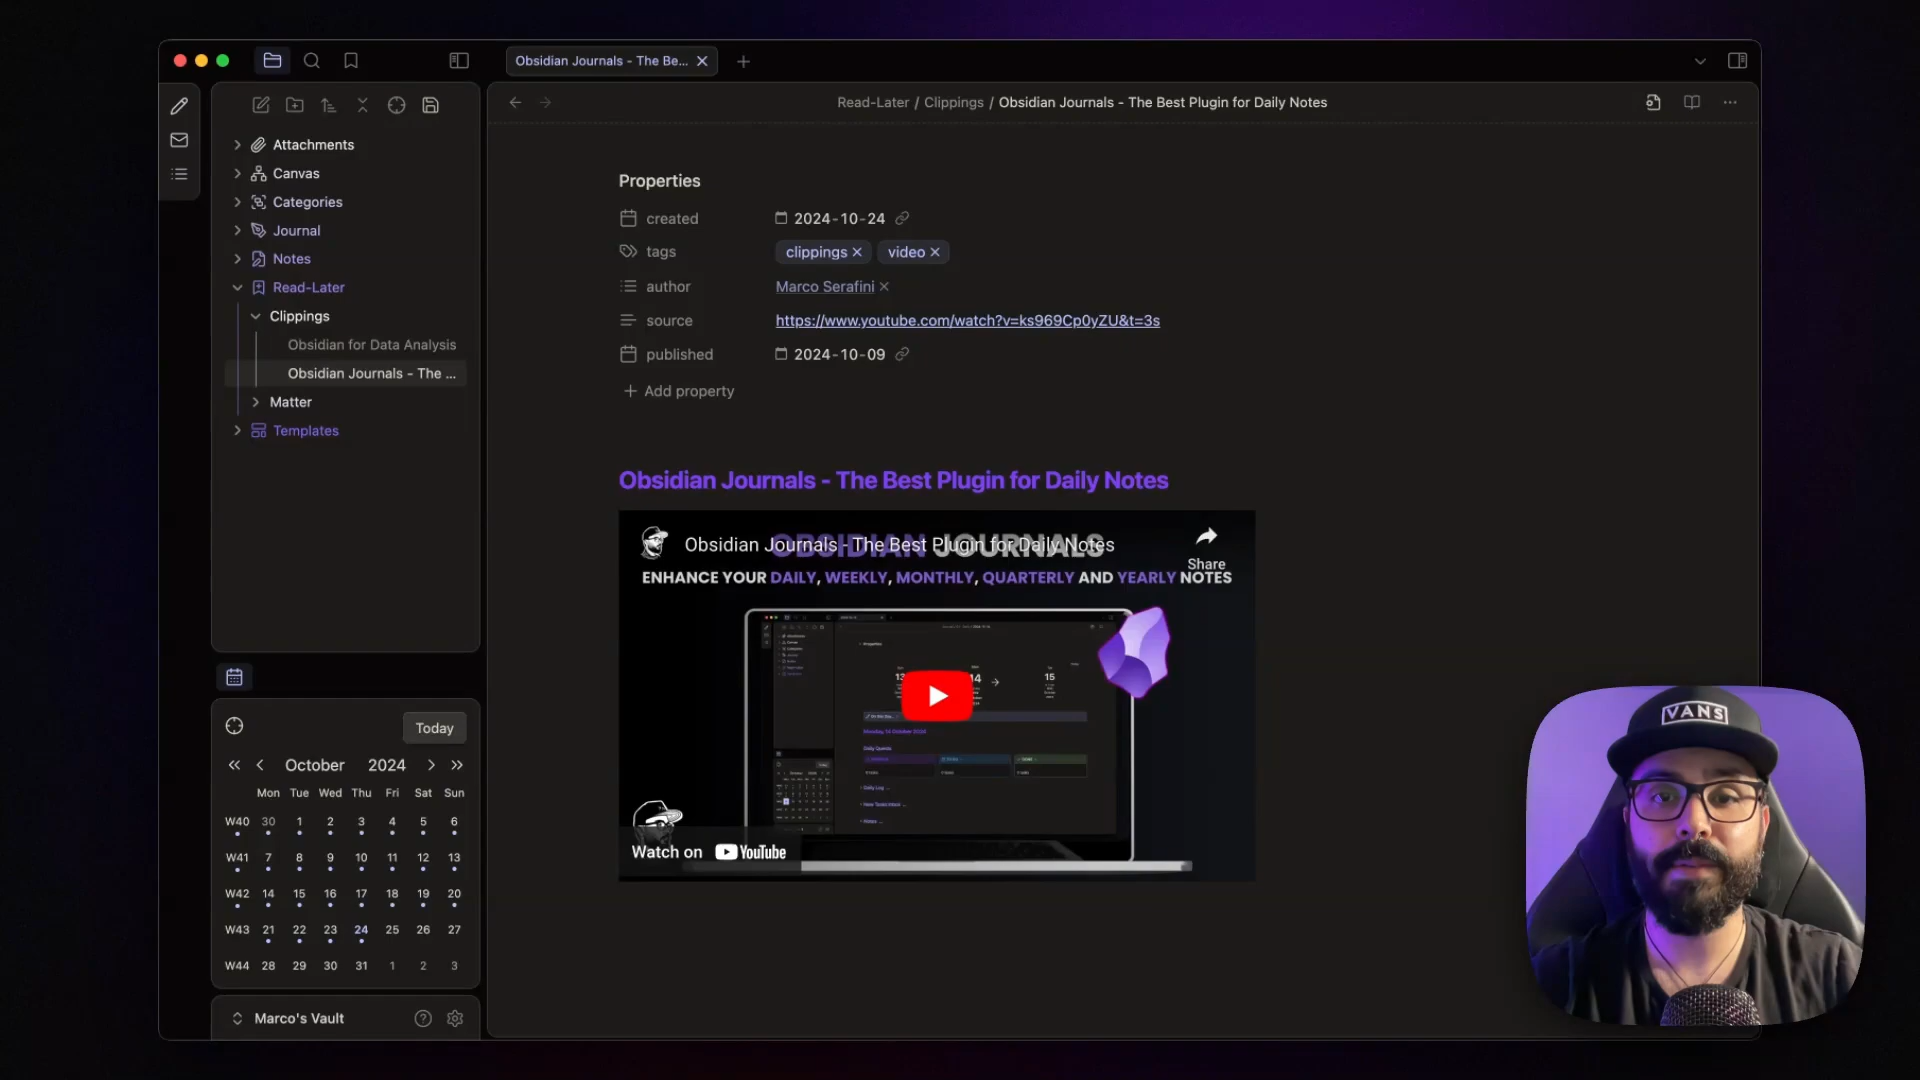 Obsidian Journals - The Be...
Read-Later / Clippings / Obsidian Journals - The Best Plugin for Daily Notes
Attachments
Canvas
Categories
Journal
Notes
Read-Later
Clippings
Obsidian for Data Analysis
Obsidian Journals - The ...
Matter
Templates
Today
October 2024
Mon Tue Wed Thu Fri Sat Sun
W40 30 1 2 3 4 5 6
W41 7 8 9 10 11 12 13
W42 14 15 16 17 18 19 20
W43 21 22 23 24 25 26 27
W44 28 29 30 31 1 2 3
Marco's Vault
Properties
created 2024-10-24
tags clippings video
author Marco Serafini
source https://www.youtube.com/watch?v=ks969Cp0yZU&t=3s
published 2024-10-09
Add property
Obsidian Journals - The Best Plugin for Daily Notes
Obsidian Journals - The Best Plugin for Daily Notes
OBSIDIAN JOURNALS
Share
ENHANCE YOUR DAILY, WEEKLY, MONTHLY, QUARTERLY AND YEARLY NOTES
15
Monday 14 October 2024
Watch on YouTube
VANS